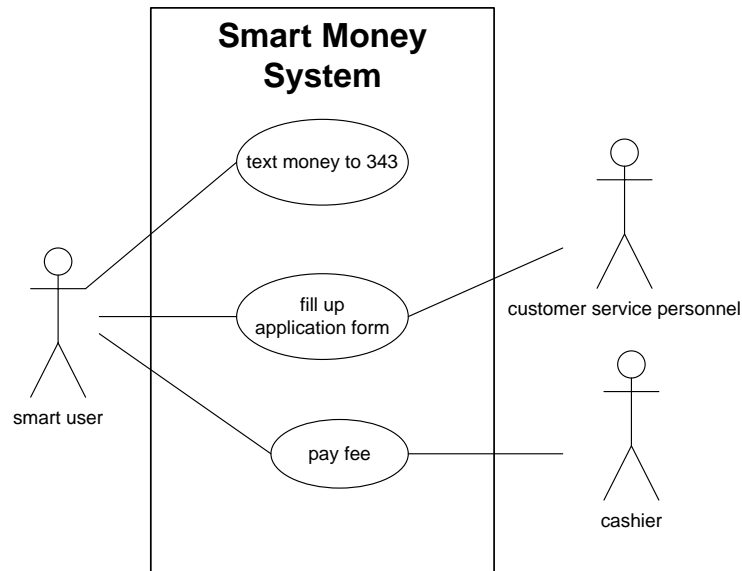 Smart Money
System
text money to 343
fill up
application form
customer service personnel
smart user
pay fee
cashier